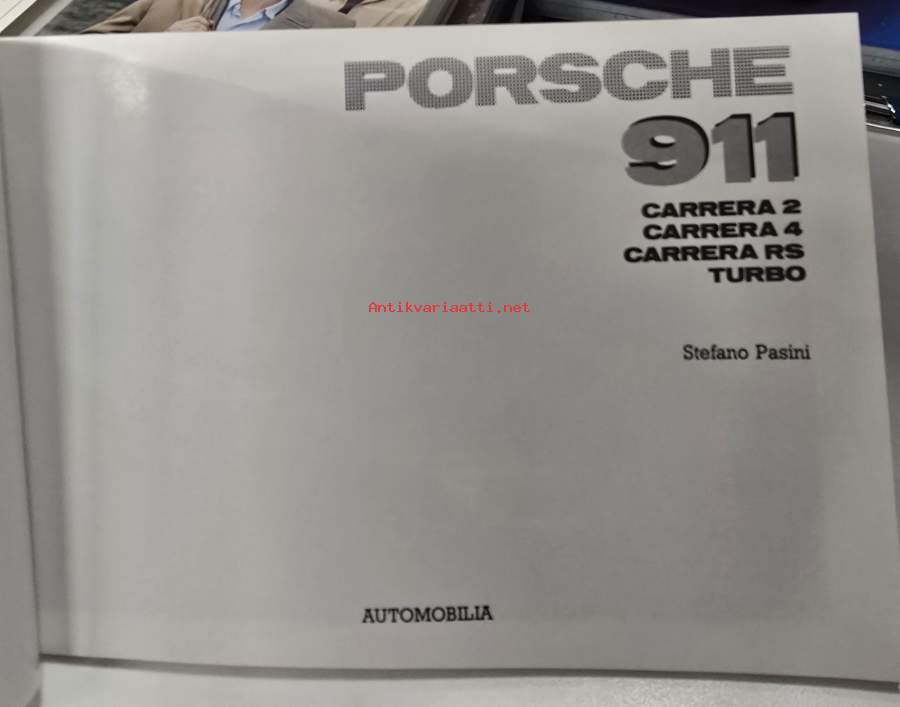 PORSCHE
911
CARRERA 2
CARRERA 4
CARRERA RS
TURBO
Antikvariaatti.net
Stefano Pasini
AUTOMOBILIA